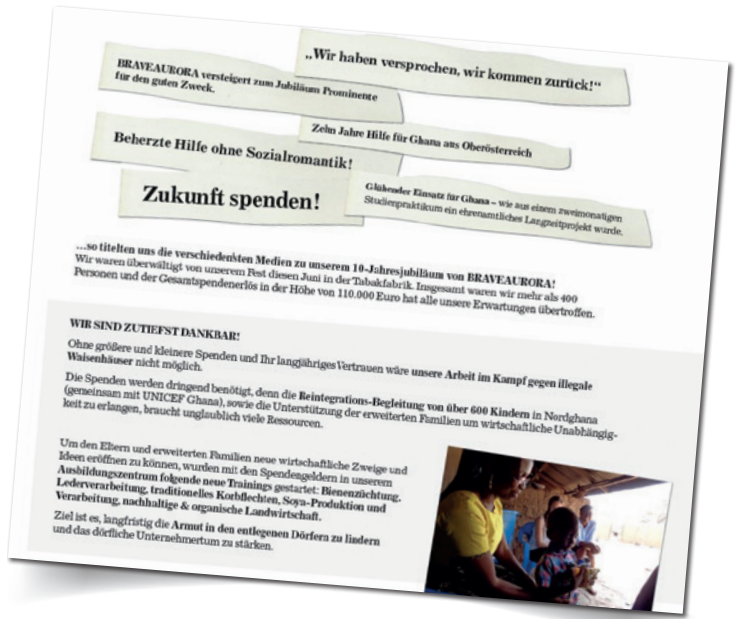 „Wir haben versprochen, wir kommen zurück!“
BRAVEAURORA versteigert zum Jubiläum Prominente
für den guten Zweck.
Zehn Jahre Hilfe für Ghana aus Oberösterreich
Beherzte Hilfe ohne Sozialromantik!
Zukunft spenden!
Glühender Einsatz für Ghana – wie aus einem zweimonatigen
Studienpraktikum ein ehrenamtliches Langzeitprojekt wurde.
...so titelten uns die verschiedensten Medien zu unserem 10-Jahresjubiläum von BRAVEAURORA!
Wir waren überwältigt von unserem Fest diesen Juni in der Tabakfabrik. Insgesamt waren wir mehr als 400
Personen und der Gesamtspendenerlös in der Höhe von 110.000 Euro hat alle unsere Erwartungen übertroffen.
WIR SIND ZUTIEFST DANKBAR!
Ohne größere und kleinere Spenden und Ihr langjähriges Vertrauen wäre unsere Arbeit im Kampf gegen illegale
Waisenhäuser nicht möglich.
Die Spenden werden dringend benötigt, denn die Reintegrations-Begleitung von über 600 Kindern in Nordghana
(gemeinsam mit UNICEF Ghana), sowie die Unterstützung der erweiterten Familien um wirtschaftliche Unabhängig-
keit zu erlangen, braucht unglaublich viele Ressourcen.
Um den Eltern und erweiterten Familien neue wirtschaftliche Zweige und
Ideen eröffnen zu können, wurden mit den Spendengeldern in unserem
Ausbildungszentrum folgende neue Trainings gestartet: Bienenzüchtung,
Lederverarbeitung, traditionelles Korbflechten, Soya-Produktion und
Verarbeitung, nachhaltige & organische Landwirtschaft.
Ziel ist es, langfristig die Armut in den entlegenen Dörfern zu lindern
und das dörfliche Unternehmertum zu stärken.